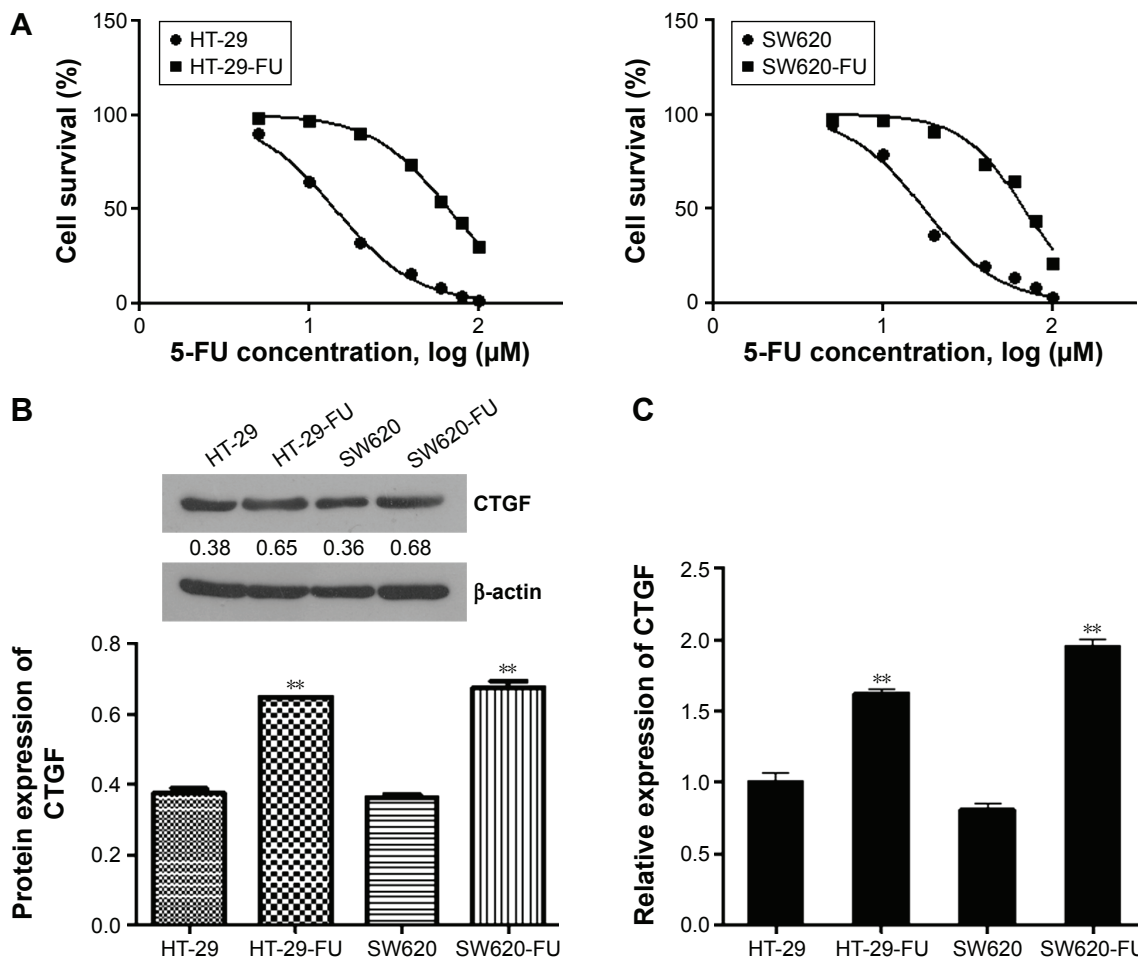 A
150
100
50
0
Cell survival (%)
HT-29
HT-29-FU
0
1
2
5-FU concentration, log (µM)
150
100
50
0
Cell survival (%)
SW620
SW620-FU
0
1
2
5-FU concentration, log (µM)
B
HT-29
HT-29-FU
SW620
SW620-FU
CTGF
0.38
0.65
0.36
0.68
β-actin
Protein expression of
CTGF
0.8
0.6
0.4
0.2
0.0
**
**
HT-29
HT-29-FU
SW620
SW620-FU
C
Relative expression of CTGF
2.5
2.0
1.5
1.0
0.5
0.0
**
**
HT-29
HT-29-FU
SW620
SW620-FU